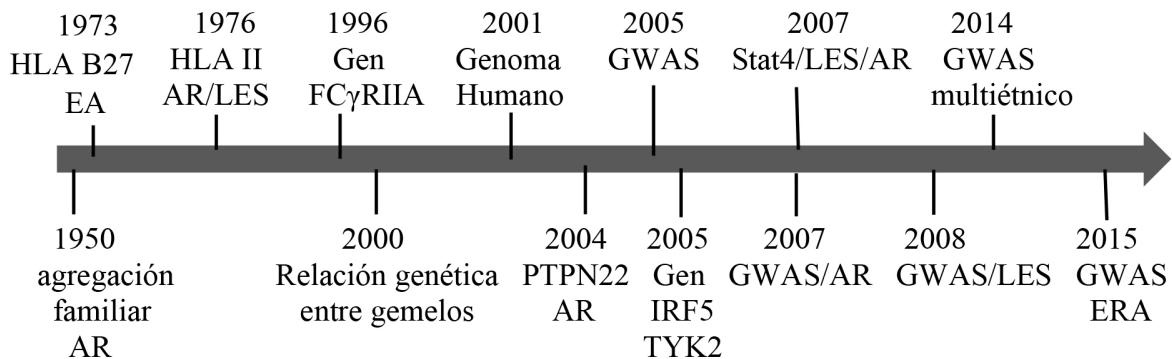 1973
HLA B27
EA
1976
HLA II
AR/LES
1996
Gen
FCγRIIA
2001
Genoma
Humano
2005
GWAS
2007
Stat4/LES/AR
2014
GWAS
multiétnico
1950
agregación
familiar
AR
2000
Relación genética
entre gemelos
2004
PTPN22
AR
2005
Gen
IRF5
TYK2
2007
GWAS/AR
2008
GWAS/LES
2015
GWAS
ERA